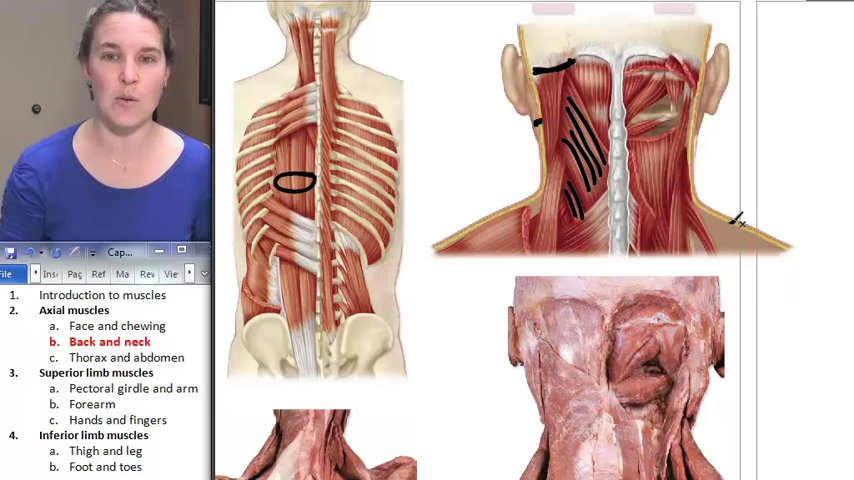 Cap...
File
Ins
Paç
Ref
Ma
Rev
Vie
1. Introduction to muscles
2. Axial muscles
a. Face and chewing
b. Back and neck
c. Thorax and abdomen
3. Superior limb muscles
a. Pectoral girdle and arm
b. Forearm
c. Hands and fingers
4. Inferior limb muscles
a. Thigh and leg
b. Foot and toes